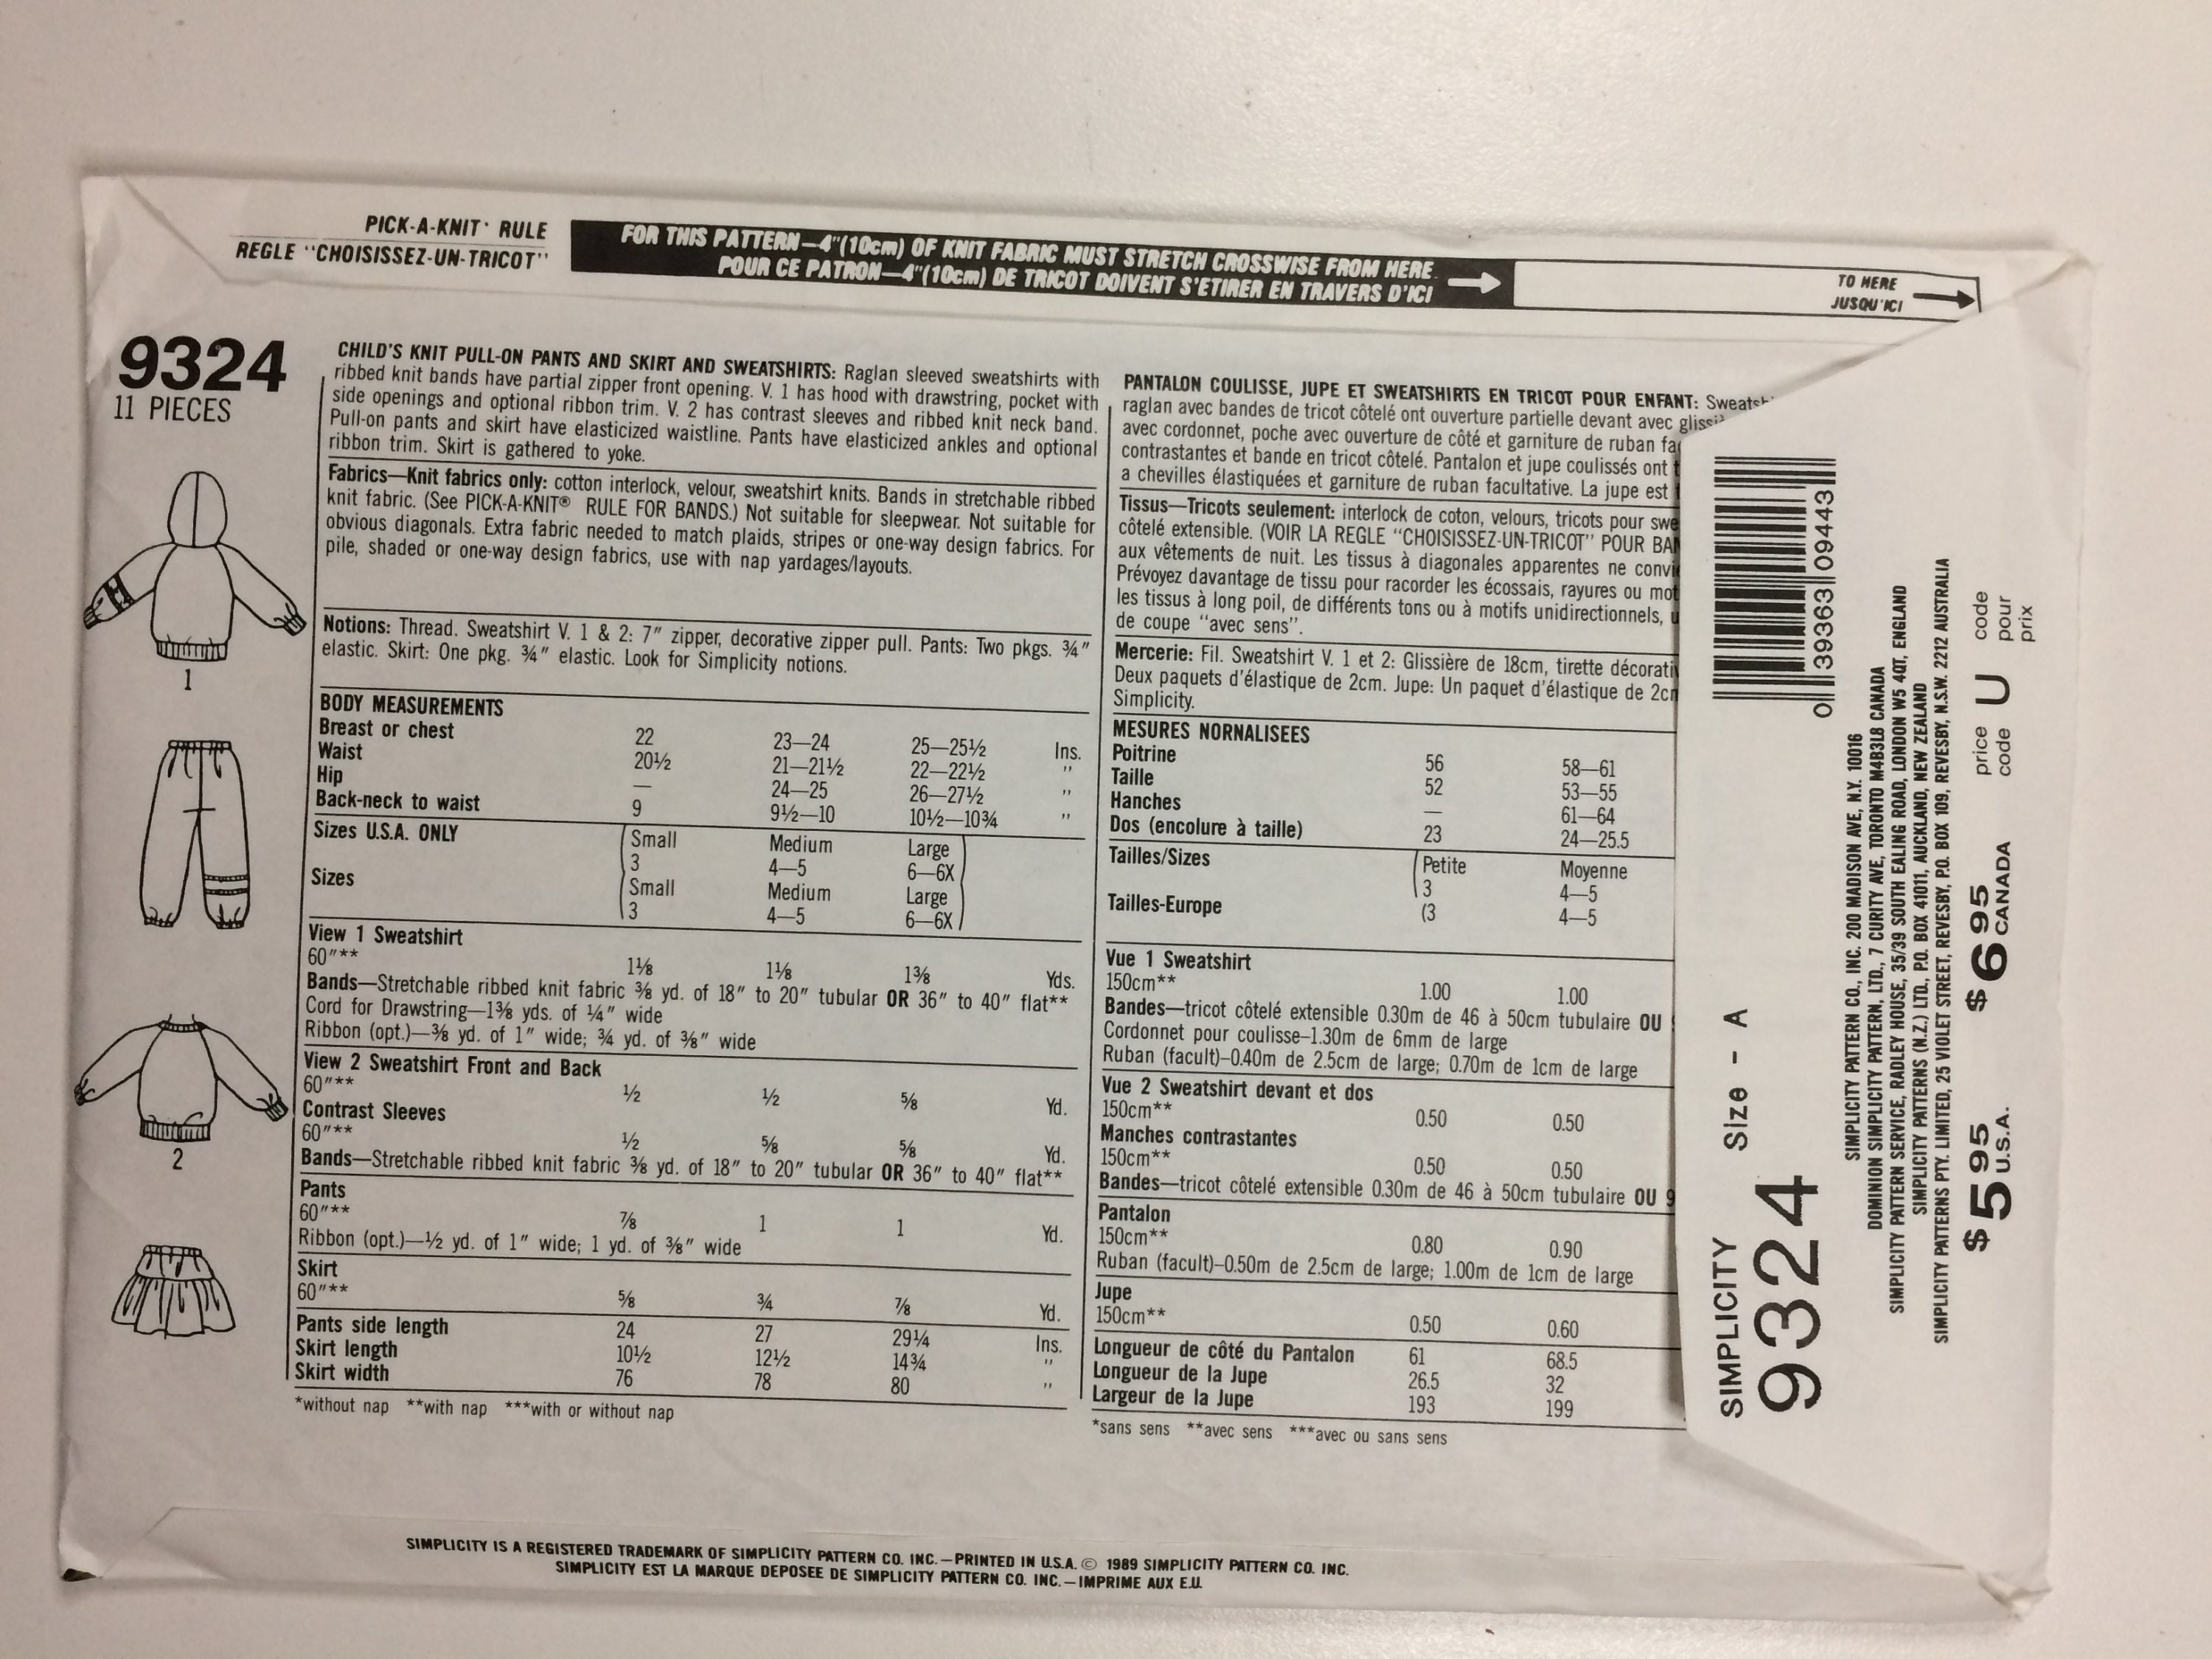 PICK-A-KNIT· RULE
REGLE "CHOISISSEZ-UN-TRICOT"
FOR THIS PATTERN—4"(10cm) OF KNIT FABRIC MUST STRETCH CROSSWISE FROM HERE
POUR CE PATRON—4"(10cm) DE TRICOT DOIVENT S'ETIRER EN TRAVERS D'ICI
TO HERE
JUSQU'ICI
9324
11 PIECES
1
2
CHILD'S KNIT PULL-ON PANTS AND SKIRT AND SWEATSHIRTS: Raglan sleeved sweatshirts with
ribbed knit bands have partial zipper front opening. V. 1 has hood with drawstring, pocket with
side openings and optional ribbon trim. V. 2 has contrast sleeves and ribbed knit neck band.
Pull-on pants and skirt have elasticized waistline. Pants have elasticized ankles and optional
ribbon trim. Skirt is gathered to yoke.
Fabrics—Knit fabrics only: cotton interlock, velour, sweatshirt knits. Bands in stretchable ribbed
knit fabric. (See PICK-A-KNIT® RULE FOR BANDS.) Not suitable for sleepwear. Not suitable for
obvious diagonals. Extra fabric needed to match plaids, stripes or one-way design fabrics. For
pile, shaded or one-way design fabrics, use with nap yardages/layouts.
Notions: Thread. Sweatshirt V. 1 & 2: 7" zipper, decorative zipper pull. Pants: Two pkgs. ¾"
elastic. Skirt: One pkg. ¾" elastic. Look for Simplicity notions.
BODY MEASUREMENTS
Breast or chest 22 23—24 25—25½ Ins.
Waist 20½ 21—21½ 22—22½ "
Hip — 24—25 26—27½ "
Back-neck to waist 9 9½—10 10½—10¾ "
Sizes U.S.A. ONLY Small Medium Large
3 4—5 6—6X
Sizes Small Medium Large
3 4—5 6—6X
View 1 Sweatshirt
60"** 1⅛ 1⅛ 1⅜ Yds.
Bands—Stretchable ribbed knit fabric ⅜ yd. of 18" to 20" tubular OR 36" to 40" flat**
Cord for Drawstring—1⅜ yds. of ¼" wide
Ribbon (opt.)—⅜ yd. of 1" wide; ¾ yd. of ⅜" wide
View 2 Sweatshirt Front and Back
60"** ½ ½ ⅝ Yd.
Contrast Sleeves
60"** ½ ⅝ ⅝ Yd.
Bands—Stretchable ribbed knit fabric ⅜ yd. of 18" to 20" tubular OR 36" to 40" flat**
Pants
60"** ⅞ 1 1 Yd.
Ribbon (opt.)—½ yd. of 1" wide; 1 yd. of ⅜" wide
Skirt
60"** ⅝ ¾ ⅞ Yd.
Pants side length 24 27 29¼ Ins.
Skirt length 10½ 12½ 14¾ "
Skirt width 76 78 80 "
*without nap **with nap ***with or without nap
PANTALON COULISSE, JUPE ET SWEATSHIRTS EN TRICOT POUR ENFANT:
raglan avec bandes de tricot côtelé ont ouverture partielle devant avec
avec cordonnet, poche avec ouverture de côté et garniture de ruban
contrastantes et bande en tricot côtelé. Pantalon et jupe coulissés ont
a chevilles élastiquées et garniture de ruban facultative. La jupe est
Tissus—Tricots seulement: interlock de coton, velours, tricots pour
côtelé extensible. (VOIR LA REGLE "CHOISISSEZ-UN-TRICOT" POUR
aux vêtements de nuit. Les tissus à diagonales apparentes ne
Prévoyez davantage de tissu pour racorder les écossais, rayures ou
les tissus à long poil, de différents tons ou à motifs unidirectionnels,
de coupe "avec sens".
Mercerie: Fil. Sweatshirt V. 1 et 2: Glissière de 18cm, tirette
Deux paquets d'élastique de 2cm. Jupe: Un paquet d'élastique de
Simplicity.
MESURES NORNALISEES
Poitrine 56 58—61
Taille 52 53—55
Hanches — 61—64
Dos (encolure à taille) 23 24—25.5
Tailles/Sizes Petite Moyenne
3 4—5
Tailles-Europe (3 4—5
Vue 1 Sweatshirt
150cm** 1.00 1.00
Bandes—tricot côtelé extensible 0.30m de 46 à 50cm tubulaire OU
Cordonnet pour coulisse–1.30m de 6mm de large
Ruban (facult)–0.40m de 2.5cm de large; 0.70m de 1cm de large
Vue 2 Sweatshirt devant et dos
150cm** 0.50 0.50
Manches contrastantes
150cm** 0.50 0.50
Bandes—tricot côtelé extensible 0.30m de 46 à 50cm tubulaire OU
Pantalon
150cm** 0.80 0.90
Ruban (facult)–0.50m de 2.5cm de large; 1.00m de 1cm de large
Jupe
150cm** 0.50 0.60
Longueur de côté du Pantalon 61 68.5
Longueur de la Jupe 26.5 32
Largeur de la Jupe 193 199
*sans sens **avec sens ***avec ou sans sens
0 39363 09443
SIMPLICITY
9324 Size - A
SIMPLICITY PATTERN CO., INC. 200 MADISON AVE, N.Y. 10016
DOMINION SIMPLICITY PATTERN, LTD., 7 CURITY AVE, TORONTO M4B3L8 CANADA
SIMPLICITY PATTERN SERVICE, RADLEY HOUSE, 35/39 SOUTH EALING ROAD, LONDON W5 4QT, ENGLAND
SIMPLICITY PATTERNS (N.Z.) LTD., P.O. BOX 41011, AUCKLAND, NEW ZEALAND
SIMPLICITY PATTERNS PTY. LIMITED, 25 VIOLET STREET, REVESBY, P.O. BOX 109, REVESBY, N.S.W. 2212 AUSTRALIA
$5 95 U.S.A. $6 95 CANADA
price code U code pour prix
SIMPLICITY IS A REGISTERED TRADEMARK OF SIMPLICITY PATTERN CO. INC.—PRINTED IN U.S.A. © 1989 SIMPLICITY PATTERN CO. INC.
SIMPLICITY EST LA MARQUE DEPOSEE DE SIMPLICITY PATTERN CO. INC.—IMPRIME AUX E.U.